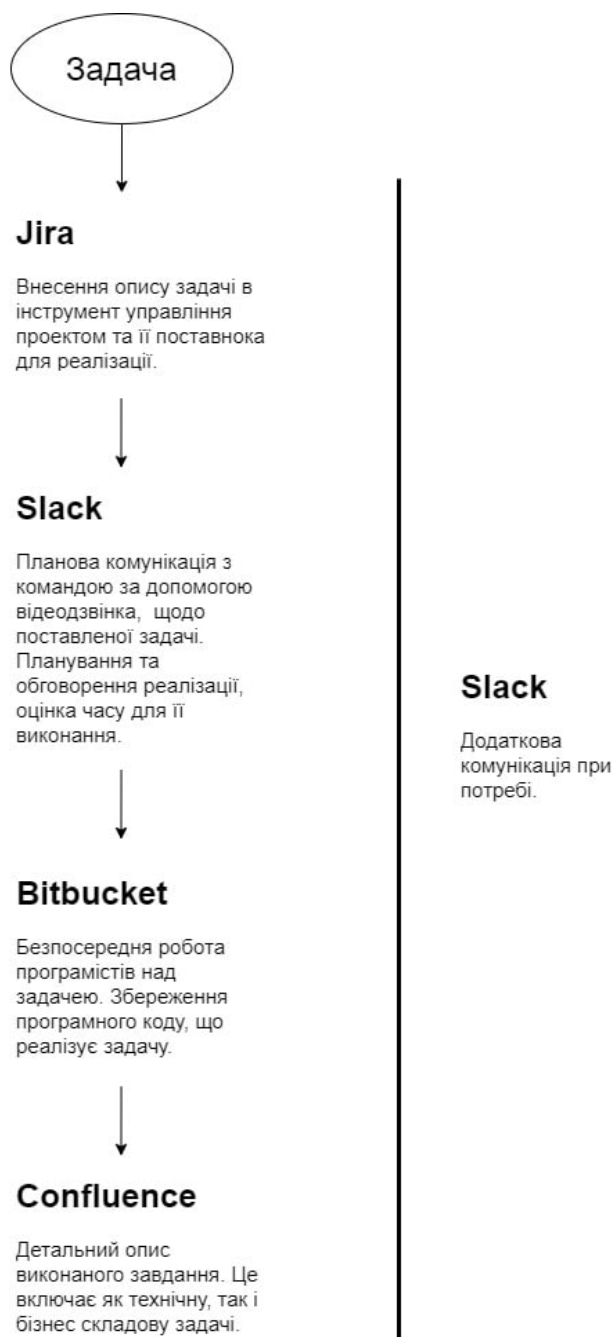 Задача
Jira
Внесення опису задачі в
інструмент управління
проектом та її поставнока
для реалізації.
Slack
Планова комунікація з
командою за допомогою
відеодзвінка, щодо
поставленої задачі.
Планування та
обговорення реалізації,
оцінка часу для її
виконання.
Bitbucket
Безпосередня робота
програмістів над
задачею. Збереження
програмного коду, що
реалізує задачу.
Confluence
Детальний опис
виконаного завдання. Це
включає як технічну, так і
бізнес складову задачі.
Slack
Додаткова
комунікація при
потребі.